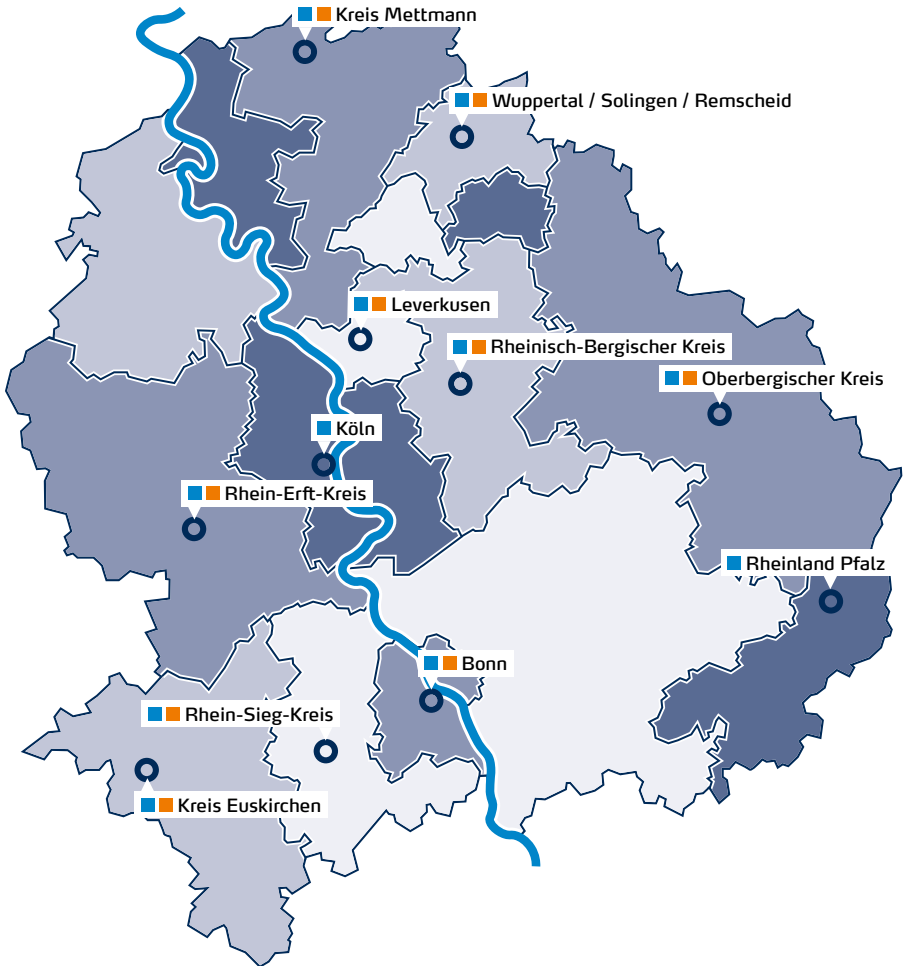 Kreis Mettmann
Wuppertal / Solingen / Remscheid
Leverkusen
Rheinisch-Bergischer Kreis
Oberbergischer Kreis
Köln
Rhein-Erft-Kreis
Rheinland Pfalz
Bonn
Rhein-Sieg-Kreis
Kreis Euskirchen